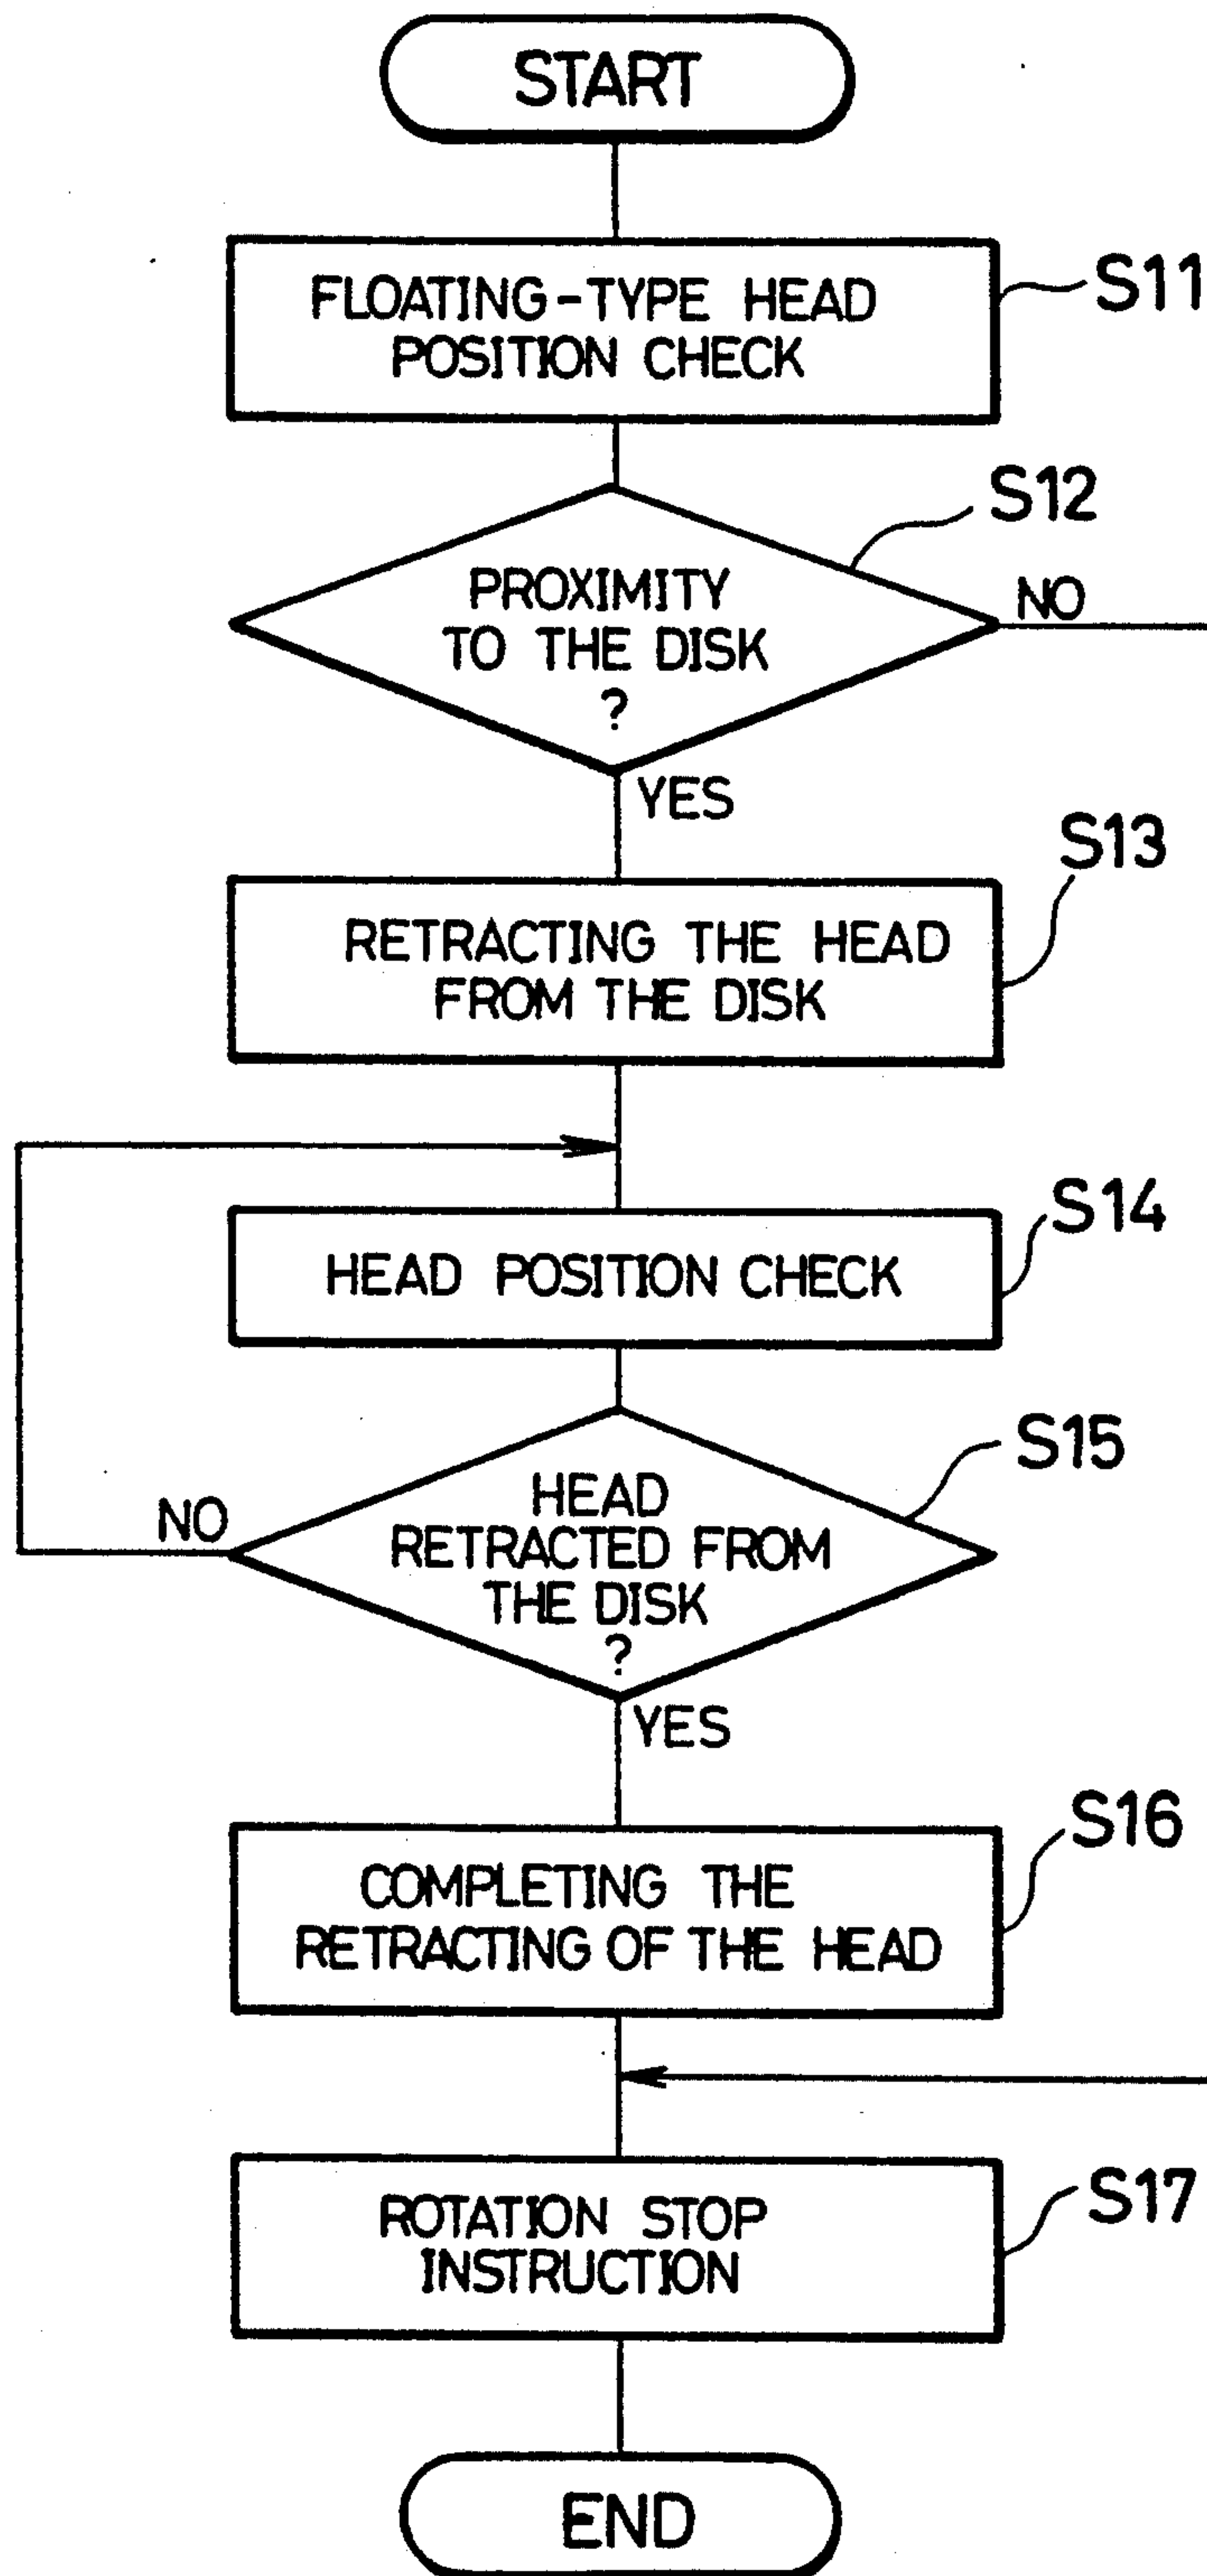 START
FLOATING-TYPE HEAD
POSITION CHECK
S11
PROXIMITY
TO THE DISK
?
S12
NO
YES
RETRACTING THE HEAD
FROM THE DISK
S13
HEAD POSITION CHECK
S14
HEAD
RETRACTED FROM
THE DISK
?
S15
NO
YES
COMPLETING THE
RETRACTING OF THE HEAD
S16
ROTATION STOP
INSTRUCTION
S17
END